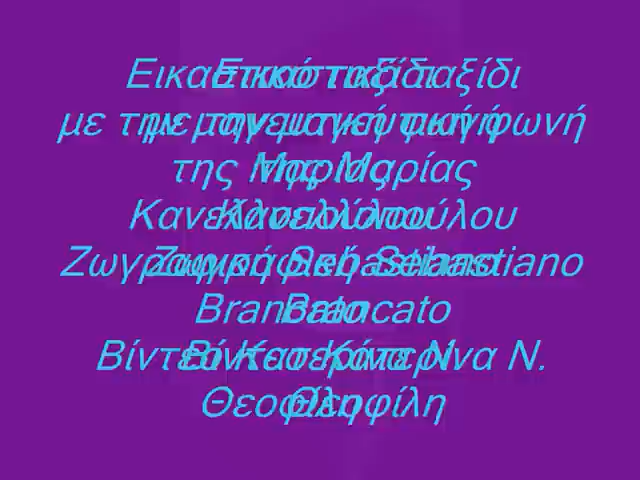 Εικαστικό ταξίδι
με την μαγευτική φωνή
της Μαρίας
Κανελλοπούλου
Ζωγραφική Sebastiano
Brancato
Βίντεο Κατερίνα Ν.
Θεοφίλη